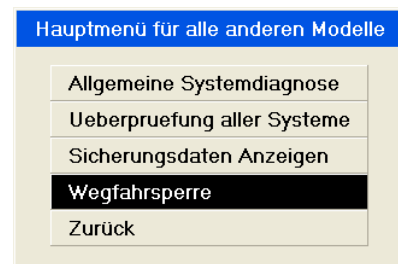 Hauptmenü für alle anderen Modelle
Allgemeine Systemdiagnose
Ueberpruefung aller Systeme
Sicherungsdaten Anzeigen
Wegfahrsperre
Zurück